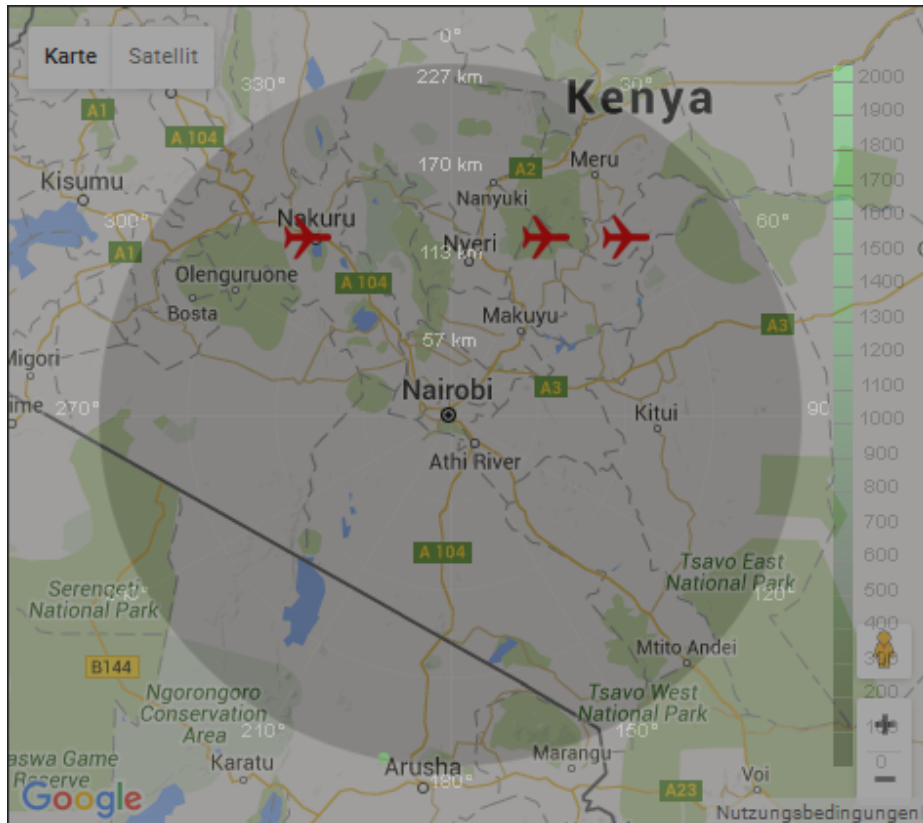 0°
Karte
Satellit
227 km
2000
330°
30°
Kenya
1900
A1
1800
A 104
170 km
Meru
A2
1700
Kisumu
Nanyuki
300°
Nakuru
60°
1600
Nyeri
A1
113 km
1500
Olenguruone
A 104
1400
Bosta
Makuyu
1300
A3
57 km
1200
Migori
Nairobi
A3
1100
270°
Kitui
90
1000
Athi River
900
800
700
A 104
600
Tsavo East
National Park
Serengeti
National Park
120°
500
400
Mtito Andei
B144
300
Ngorongoro
Conservation
Area
Tsavo West
National Park
200
210°
150°
100
Karatu
Arusha
Marangu
0
180°
Voi
Game
Reserve
A23
Google
Nutzungsbedingungen